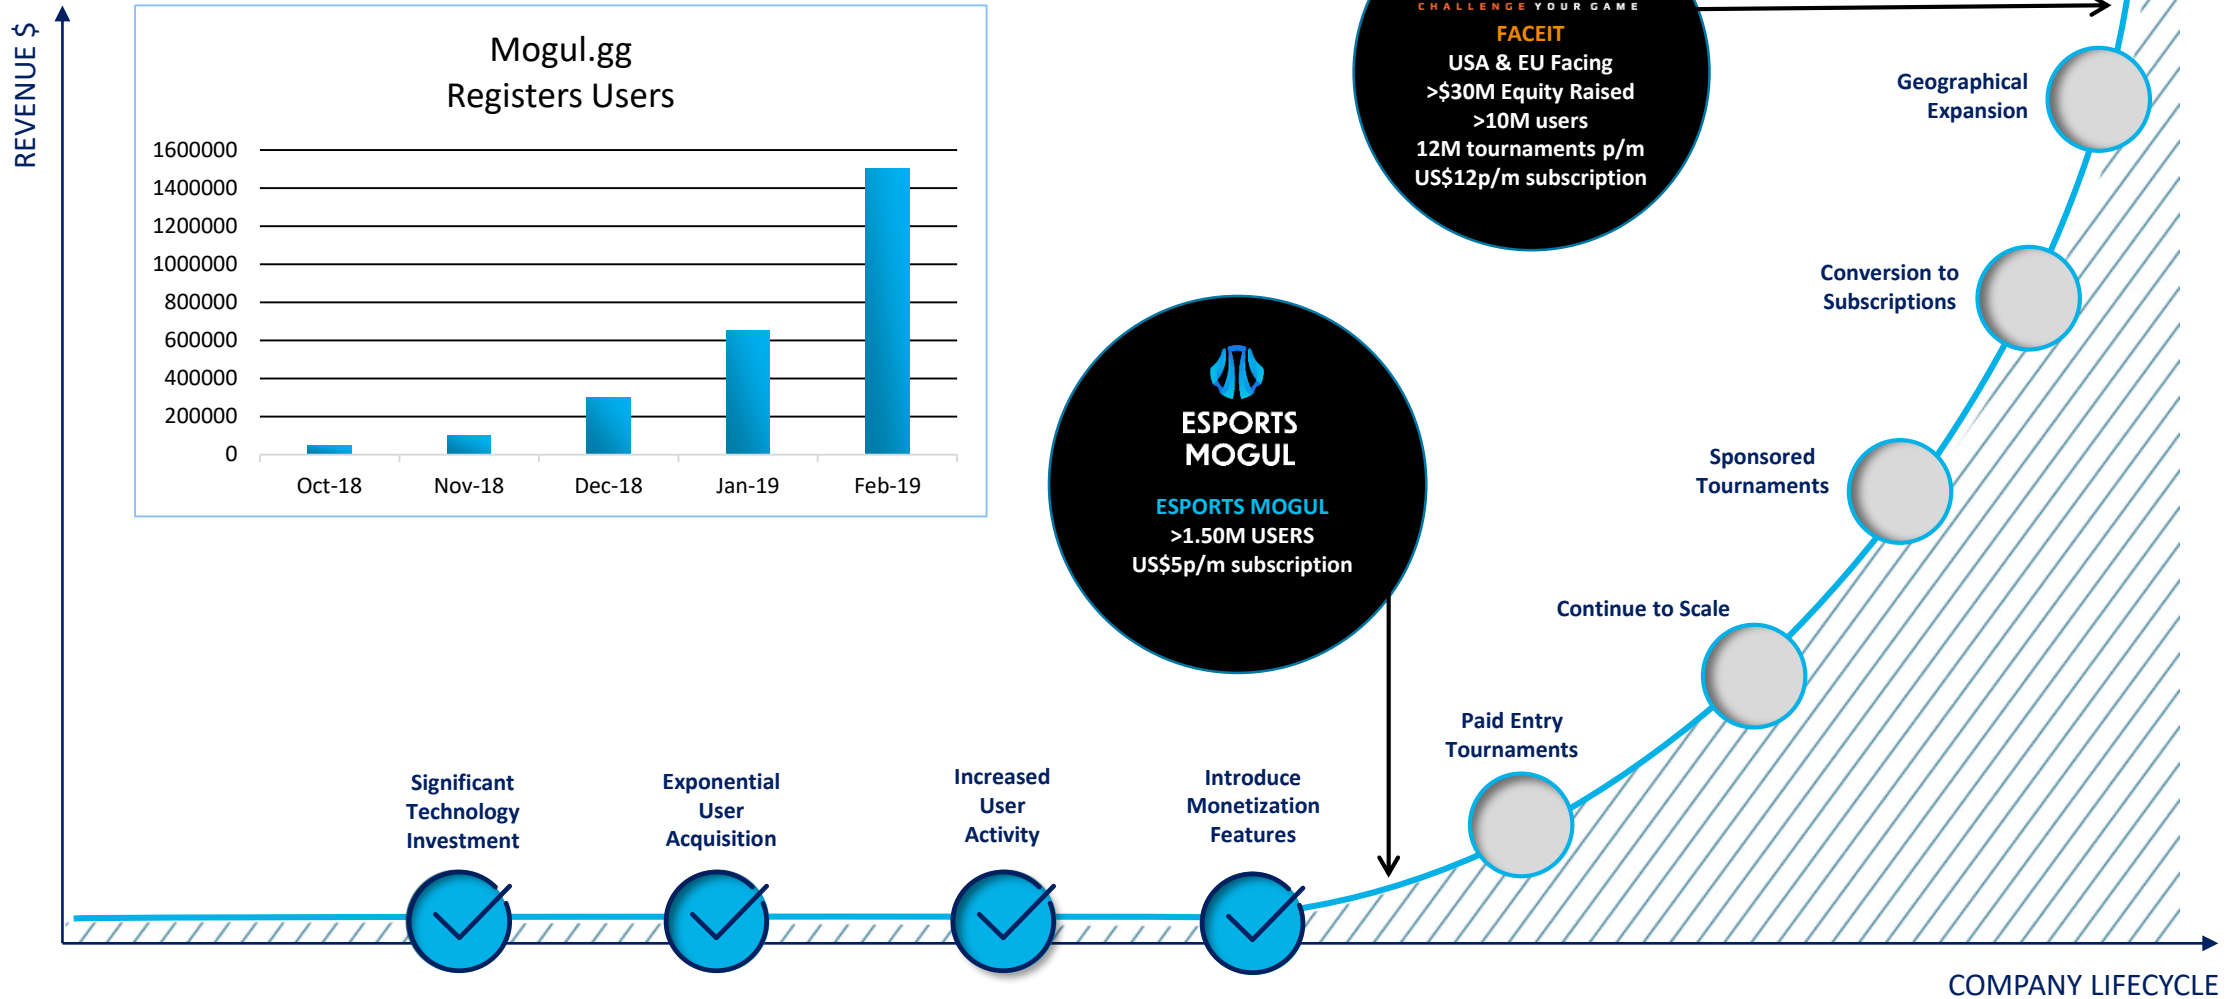 REVENUE $
Mogul.gg
Registers Users
1600000
1400000
1200000
1000000
800000
600000
400000
200000
0
Oct-18
Nov-18
Dec-18
Jan-19
Feb-19
CHALLENGE YOUR GAME
FACEIT
USA & EU Facing
>$30M Equity Raised
>10M users
12M tournaments p/m
US$12p/m subscription
ESPORTS
MOGUL
ESPORTS MOGUL
>1.50M USERS
US$5p/m subscription
Geographical
Expansion
Conversion to
Subscriptions
Sponsored
Tournaments
Continue to Scale
Paid Entry
Tournaments
Significant
Technology
Investment
Exponential
User
Acquisition
Increased
User
Activity
Introduce
Monetization
Features
COMPANY LIFECYCLE